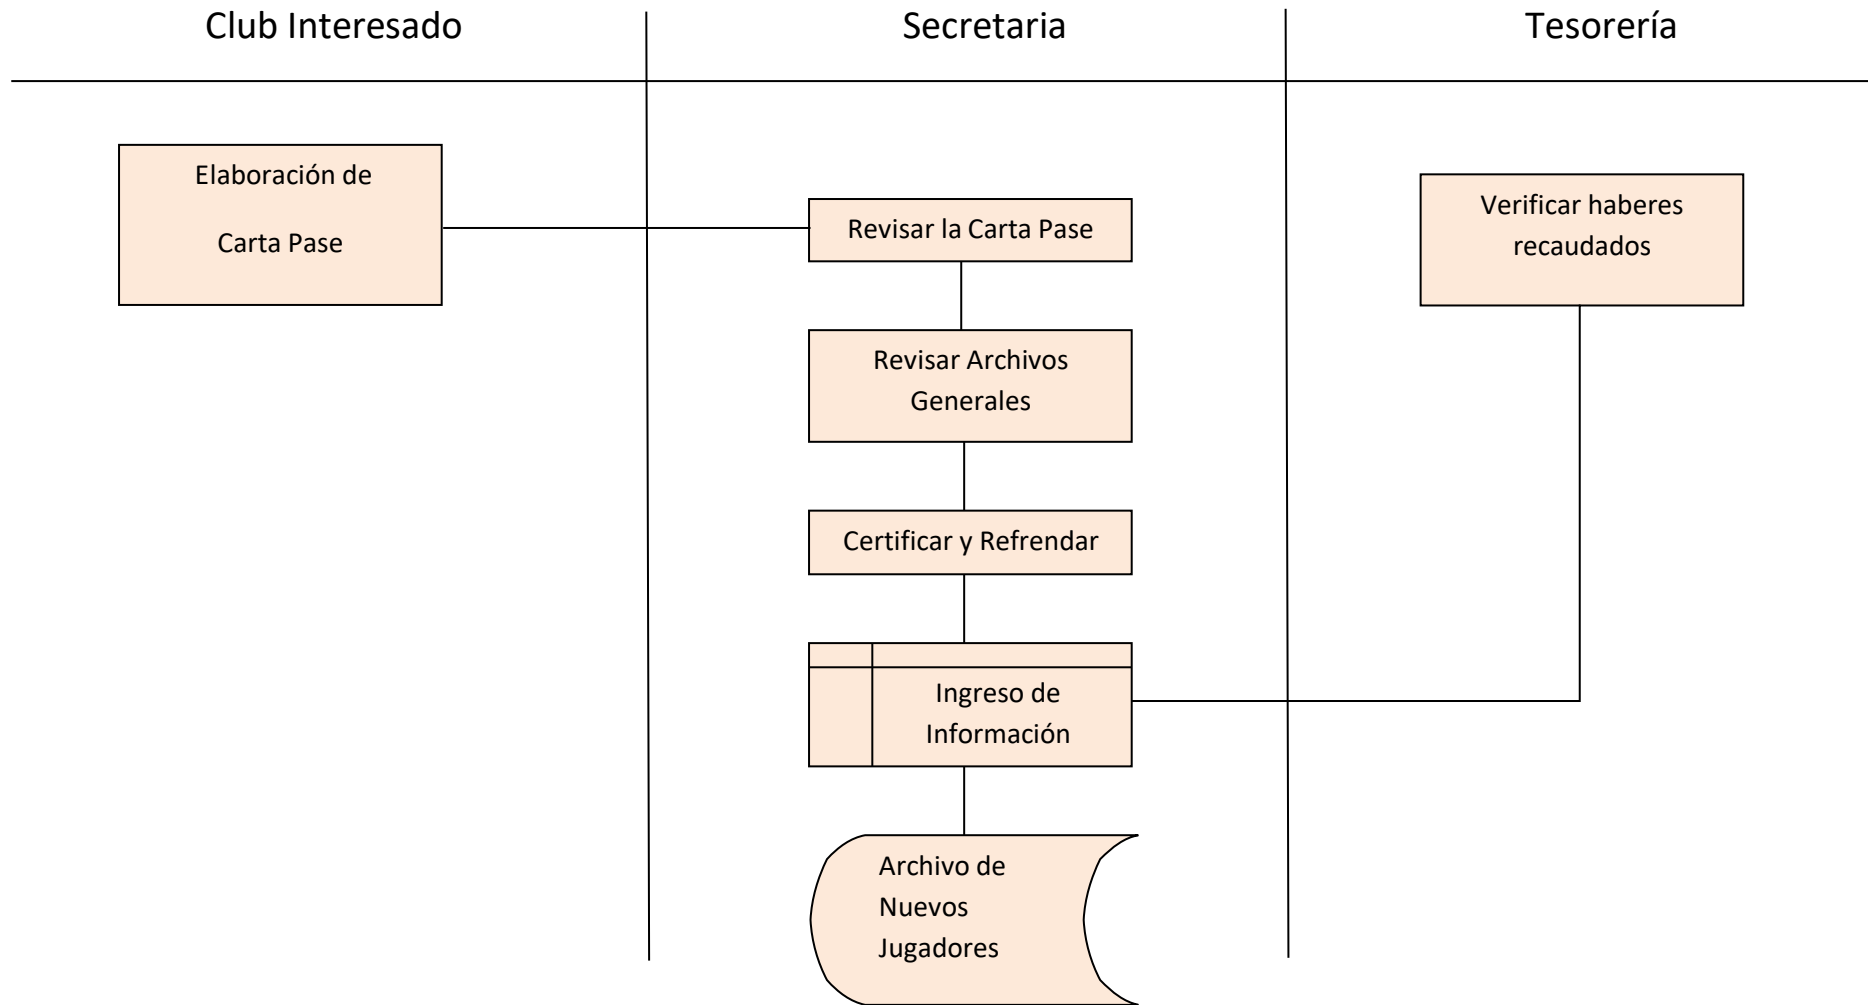 Club Interesado
Secretaria
Tesorería
Elaboración de
Carta Pase
Revisar la Carta Pase
Verificar haberes
recaudados
Revisar Archivos
Generales
Certificar y Refrendar
Ingreso de
Información
Archivo de
Nuevos
Jugadores